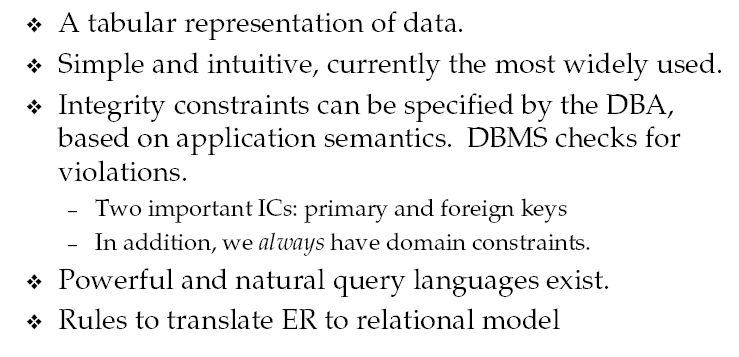 ❖ A tabular representation of data.
❖ Simple and intuitive, currently the most widely used.
❖ Integrity constraints can be specified by the DBA,
based on application semantics. DBMS checks for
violations.
– Two important ICs: primary and foreign keys
– In addition, we always have domain constraints.
❖ Powerful and natural query languages exist.
❖ Rules to translate ER to relational model